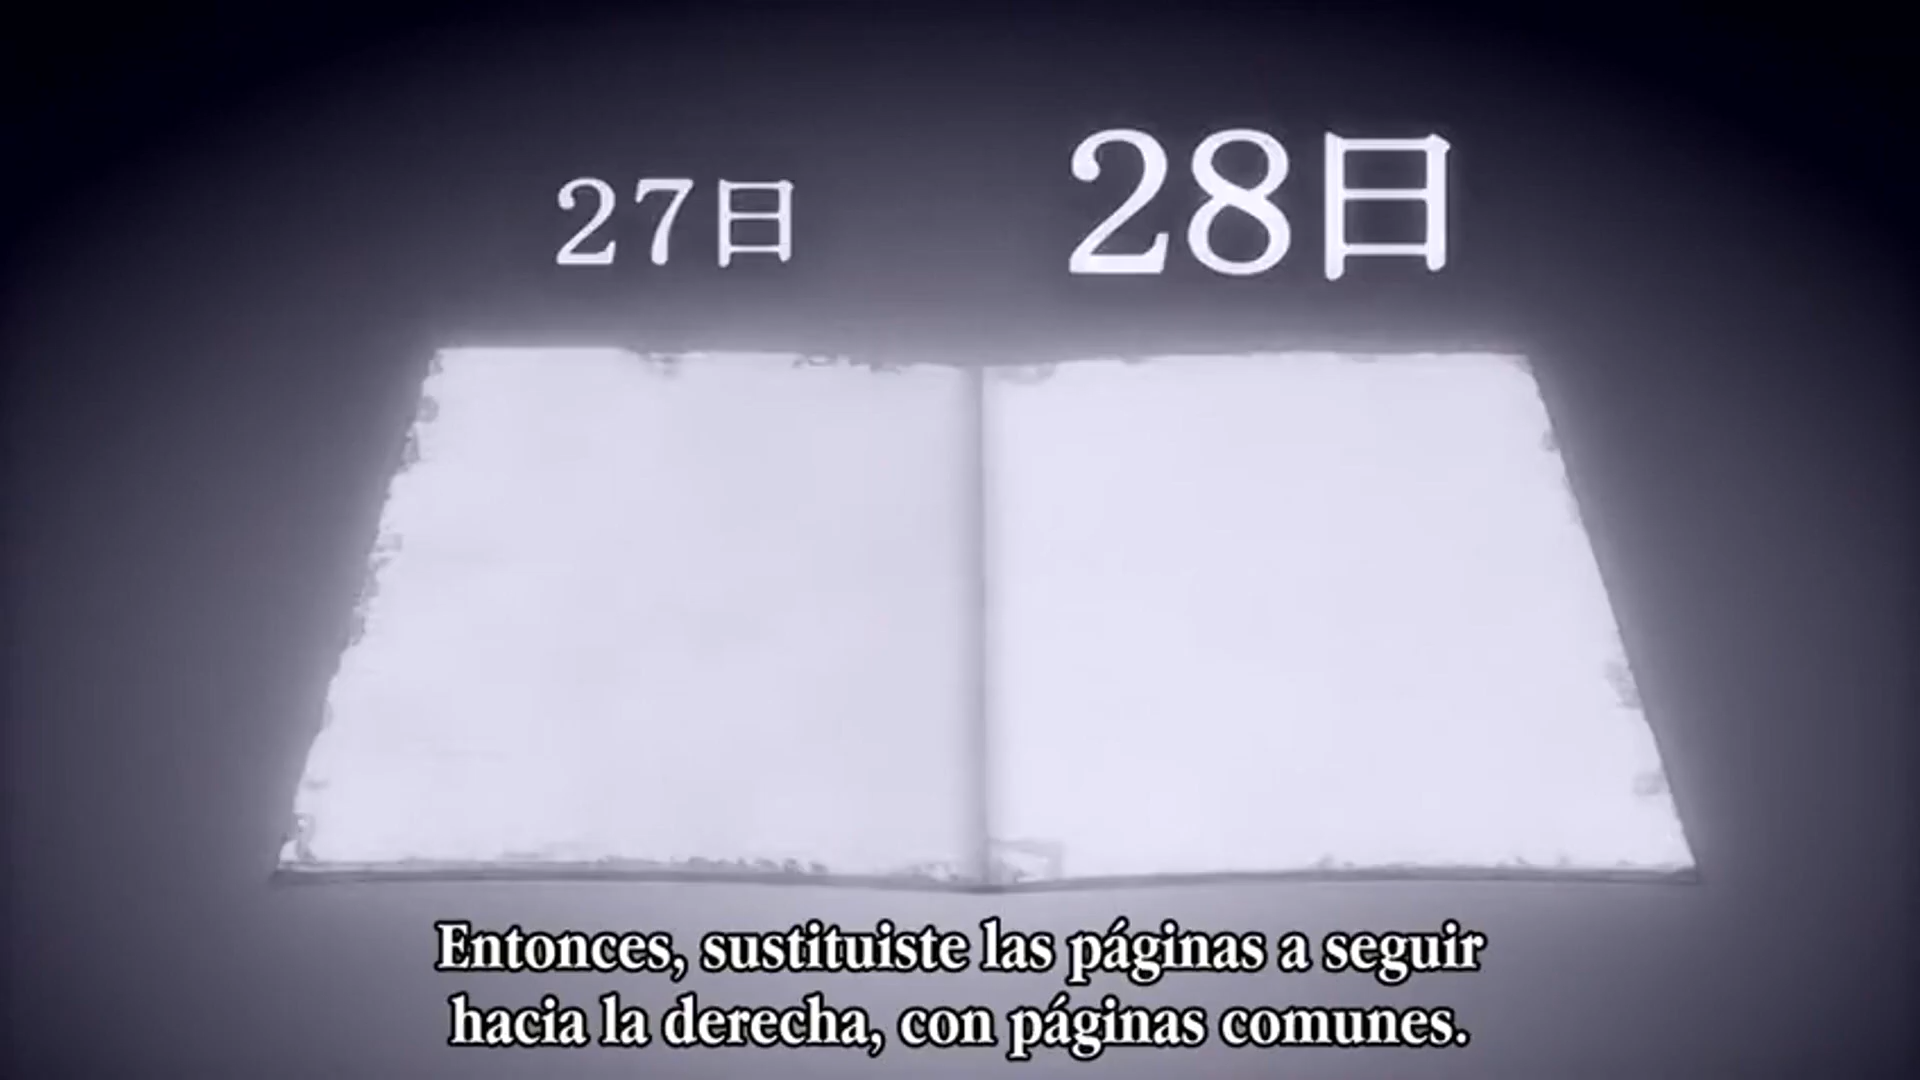 27日
28日
Entonces, sustituiste las páginas a seguir
hacia la derecha, con páginas comunes.